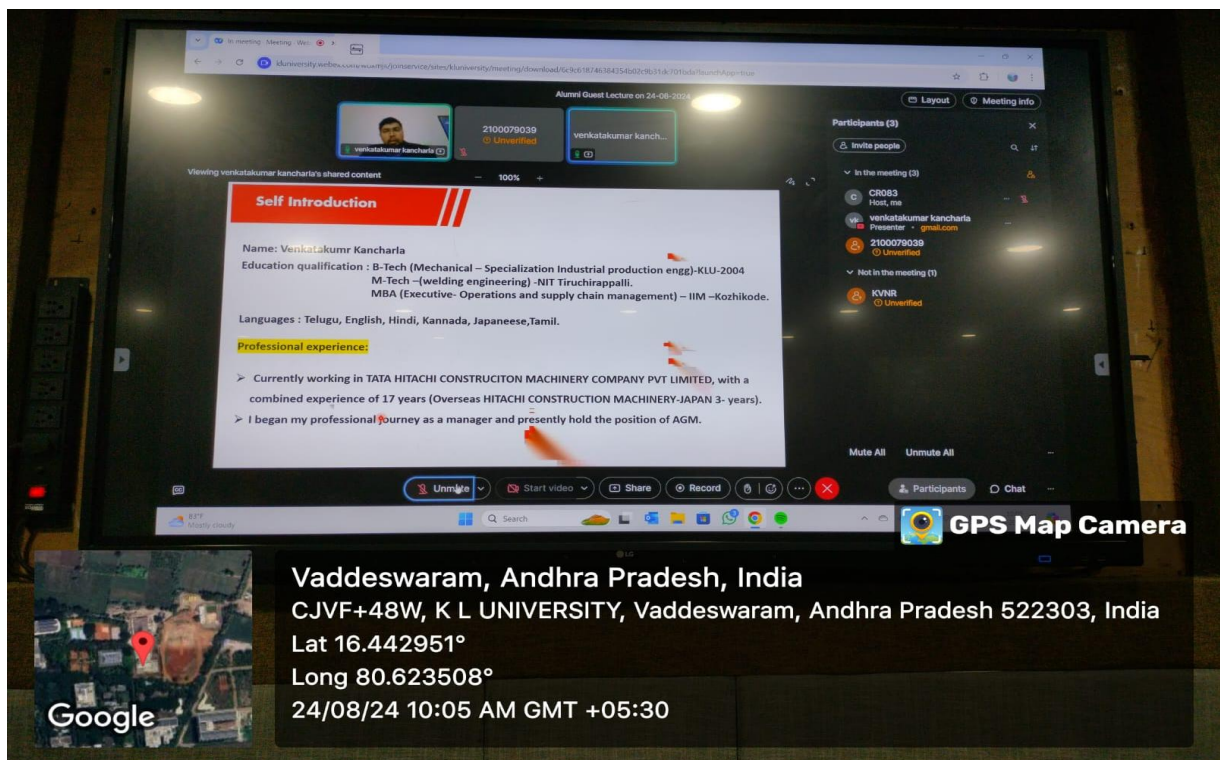 In meeting - Meeting - We
Alumni Guest Lecture on 24-08-2024
Layout
Meeting info
venkatakumar kancharla
2100079039
Unverified
venkatakumar kanch...
Viewing venkatakumar kancharla's shared content
100%
Participants (3)
Invite people
In the meeting (3)
CR083
Host, me
venkatakumar kancharla
Presenter • gmail.com
2100079039
Unverified
Not in the meeting (1)
KVNR
Unverified
Self Introduction
Name: Venkatakumr Kancharla
Education qualification : B-Tech (Mechanical – Specialization Industrial production engg)-KLU-2004
M-Tech –(welding engineering) -NIT Tiruchirappalli.
MBA (Executive- Operations and supply chain management) – IIM –Kozhikode.
Languages : Telugu, English, Hindi, Kannada, Japaneese,Tamil.
Professional experience:
➢ Currently working in TATA HITACHI CONSTRUCITON MACHINERY COMPANY PVT LIMITED, with a
combined experience of 17 years (Overseas HITACHI CONSTRUCTION MACHINERY-JAPAN 3- years).
➢ I began my professional journey as a manager and presently hold the position of AGM.
Mute All Unmute All
Unmute
Start video
Share
Record
Participants
Chat
87°F
Mostly cloudy
Search
LG
GPS Map Camera
Google
Vaddeswaram, Andhra Pradesh, India
CJVF+48W, K L UNIVERSITY, Vaddeswaram, Andhra Pradesh 522303, India
Lat 16.442951°
Long 80.623508°
24/08/24 10:05 AM GMT +05:30